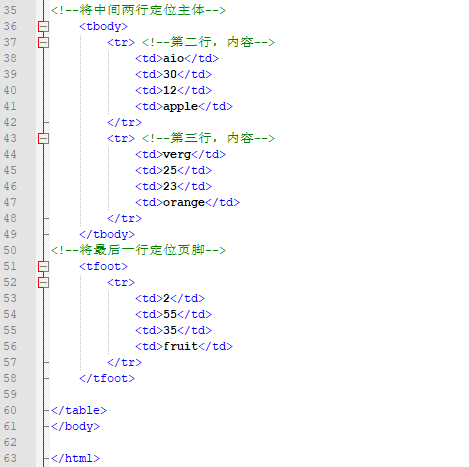 35 <!--将中间两行定位主体-->
36 <tbody>
37 <tr> <!--第二行，内容-->
38 <td>aio</td>
39 <td>30</td>
40 <td>12</td>
41 <td>apple</td>
42 </tr>
43 <tr> <!--第三行，内容-->
44 <td>verg</td>
45 <td>25</td>
46 <td>23</td>
47 <td>orange</td>
48 </tr>
49 </tbody>
50 <!--将最后一行定位页脚-->
51 <tfoot>
52 <tr>
53 <td>2</td>
54 <td>55</td>
55 <td>35</td>
56 <td>fruit</td>
57 </tr>
58 </tfoot>
59
60 </table>
61 </body>
62
63 </html>